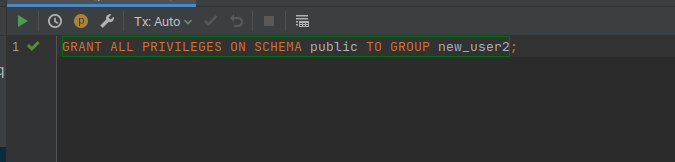 Tx: Auto
1 GRANT ALL PRIVILEGES ON SCHEMA public TO GROUP new_user2;
q